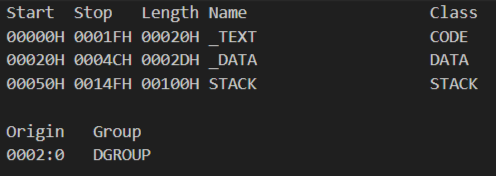 Start  Stop   Length Name                   Class
00000H 0001FH 00020H _TEXT                  CODE
00020H 0004CH 0002DH _DATA                  DATA
00050H 0014FH 00100H STACK                  STACK

Origin   Group
0002:0   DGROUP